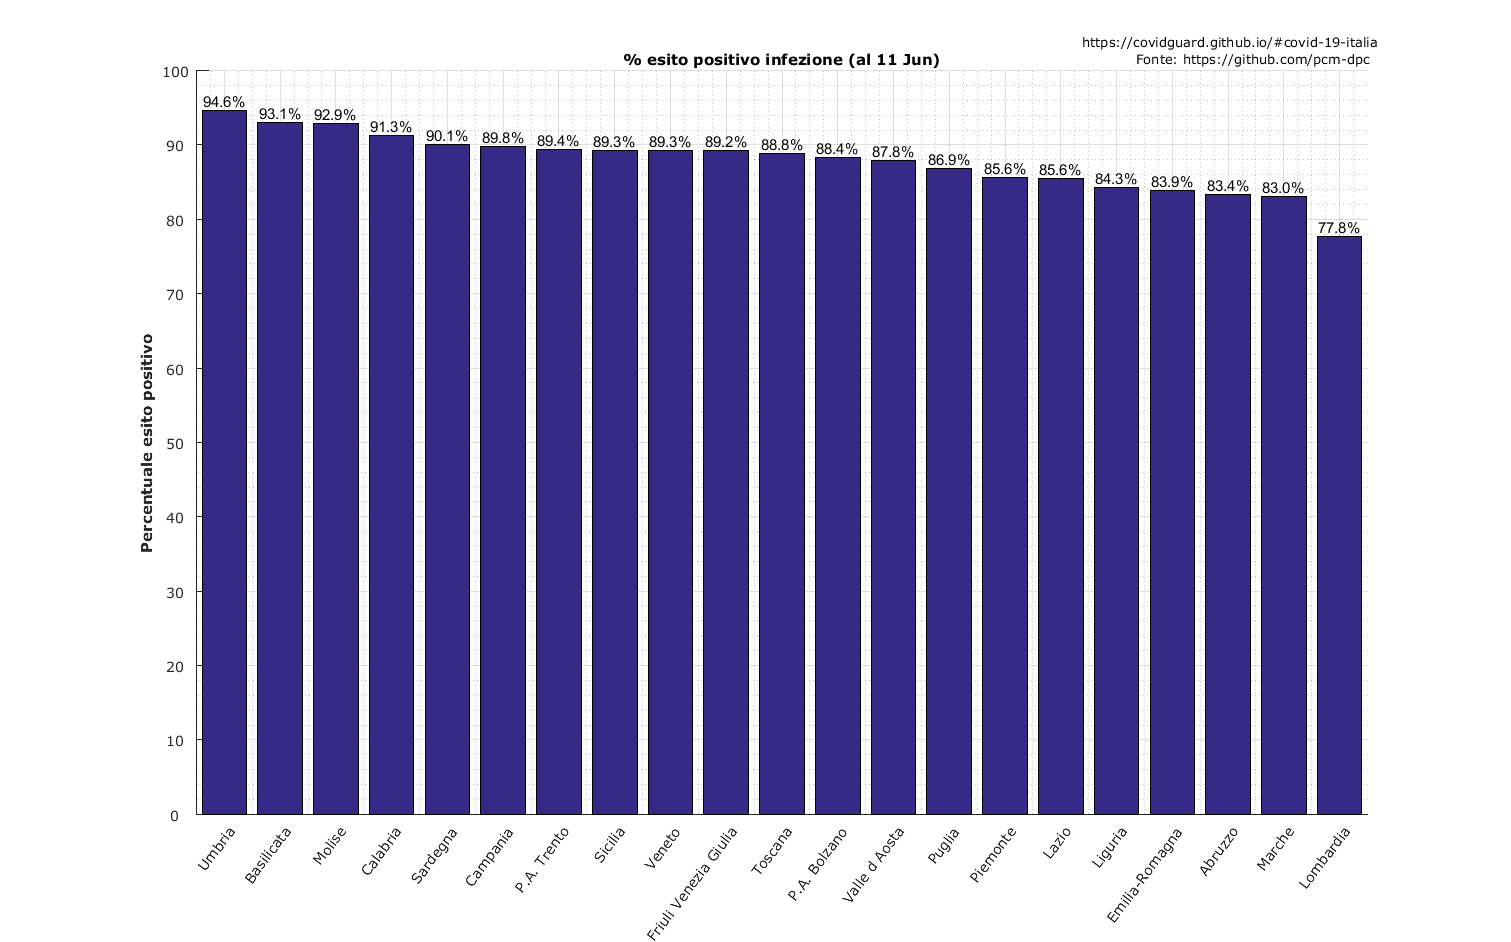 https://covidguard.github.io/#covid-19-italia
Fonte: https://github.com/pcm-dpc
% esito positivo infezione (al 11 Jun)
Percentuale esito positivo
100
90
80
70
60
50
40
30
20
10
0
94.6%
93.1%
92.9%
91.3%
90.1%
89.8%
89.4%
89.3%
89.3%
89.2%
88.8%
88.4%
87.8%
86.9%
85.6%
85.6%
84.3%
83.9%
83.4%
83.0%
77.8%
Umbria
Basilicata
Molise
Calabria
Sardegna
Campania
P.A. Trento
Sicilia
Veneto
Friuli Venezia Giulia
Toscana
P.A. Bolzano
Valle d Aosta
Puglia
Piemonte
Lazio
Liguria
Emilia-Romagna
Abruzzo
Marche
Lombardia